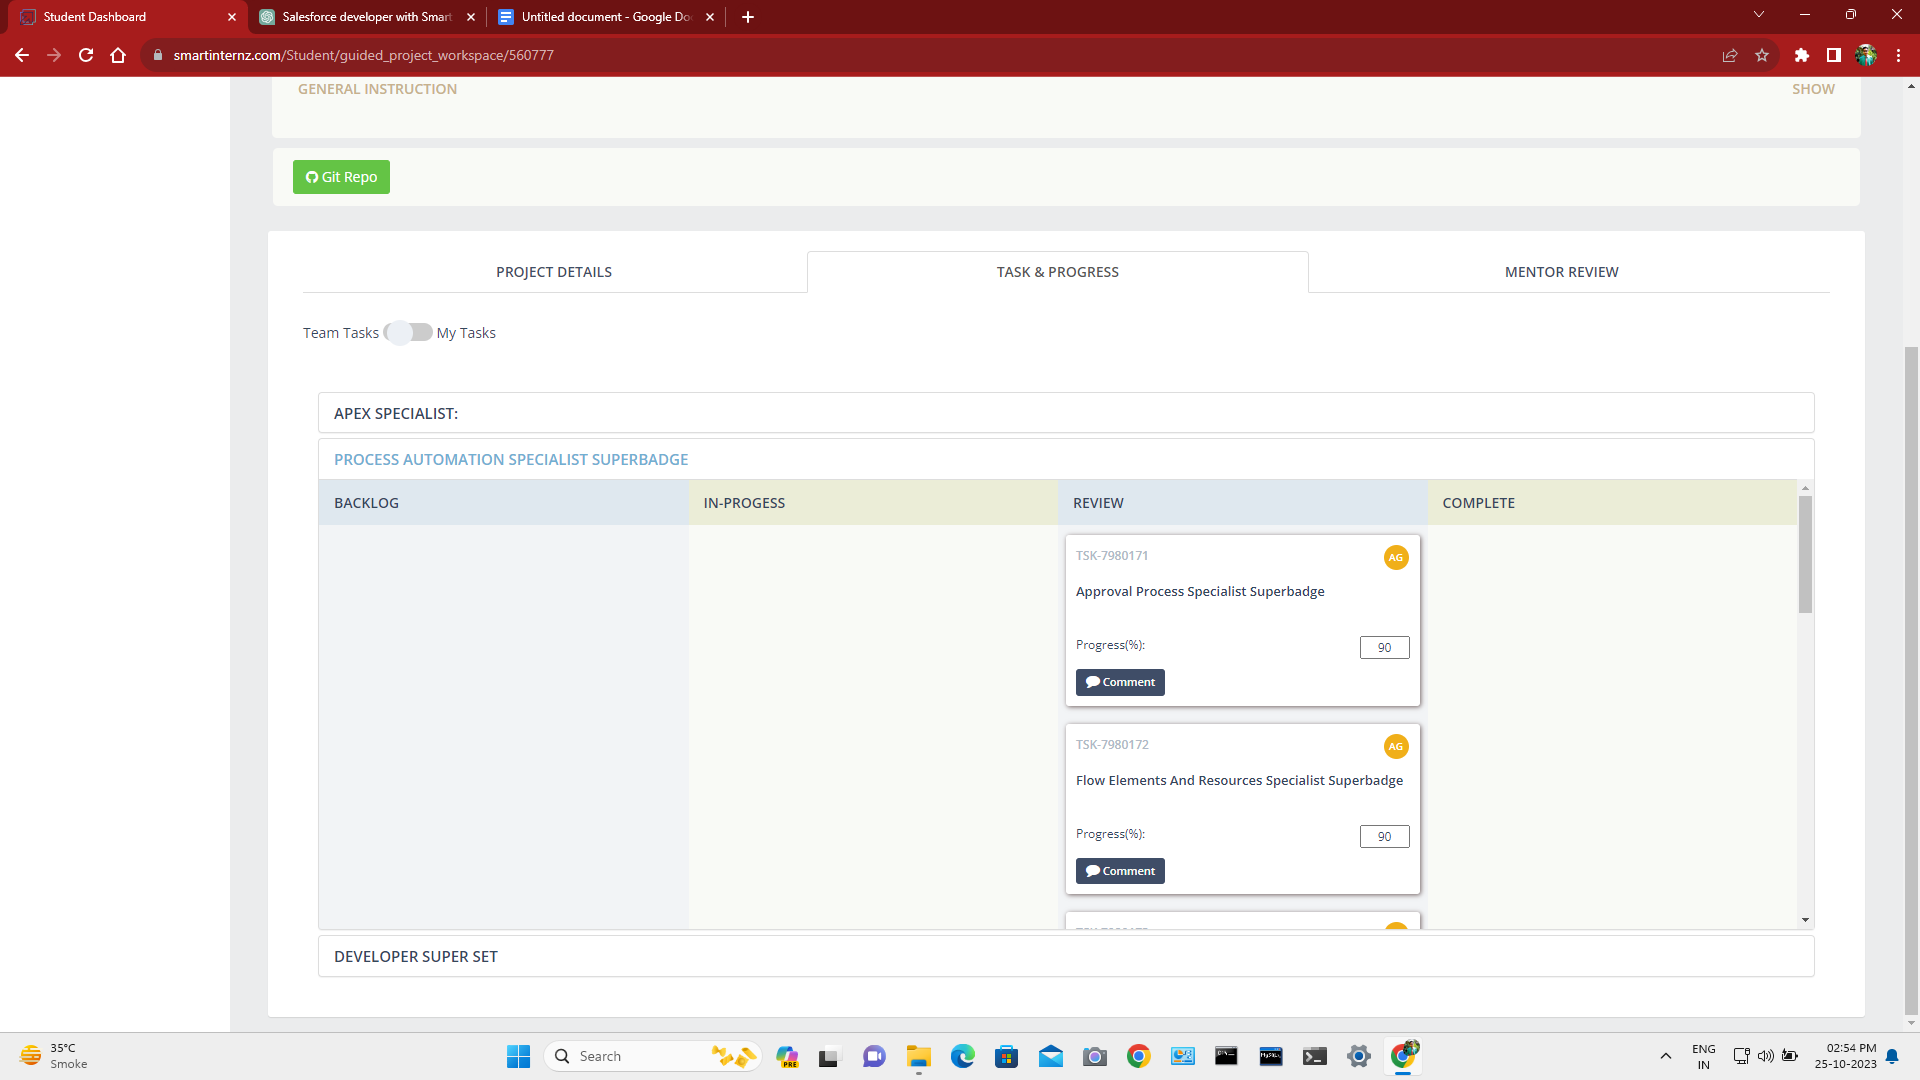 Student Dashboard
Salesforce developer with Smart
Untitled document - Google Do
smartinternz.com/Student/guided_project_workspace/560777
GENERAL INSTRUCTION
SHOW
Git Repo
PROJECT DETAILS
TASK & PROGRESS
MENTOR REVIEW
Team Tasks
My Tasks
APEX SPECIALIST:
PROCESS AUTOMATION SPECIALIST SUPERBADGE
BACKLOG
IN-PROGESS
REVIEW
COMPLETE
TSK-7980171
AG
Approval Process Specialist Superbadge
Progress(%):
90
Comment
TSK-7980172
AG
Flow Elements And Resources Specialist Superbadge
Progress(%):
90
Comment
DEVELOPER SUPER SET
35°C
Smoke
Search
PRE
MySQL
ENG
IN
02:54 PM
25-10-2023